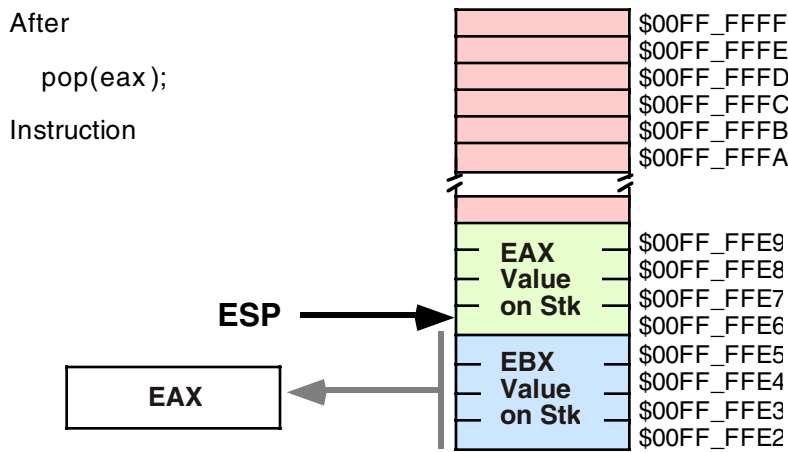 After
pop(eax);
Instruction
$00FF_FFFF
$00FF_FFFE
$00FF_FFFD
$00FF_FFFC
$00FF_FFFB
$00FF_FFFA
EAX
Value
on Stk
$00FF_FFE9
$00FF_FFE8
$00FF_FFE7
$00FF_FFE6
ESP
EBX
Value
on Stk
$00FF_FFE5
$00FF_FFE4
$00FF_FFE3
$00FF_FFE2
EAX